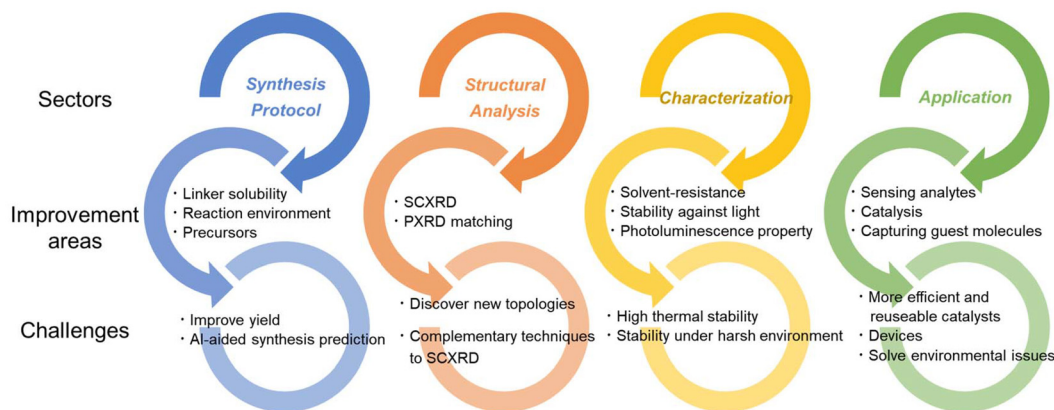 Sectors
Synthesis
Protocol
Structural
Analysis
Characterization
Application
Improvement
areas
・Linker solubility
・Reaction environment
・Precursors
・SCXRD
・PXRD matching
・Solvent-resistance
・Stability against light
・Photoluminescence property
・Sensing analytes
・Catalysis
・Capturing guest molecules
Challenges
・Improve yield
・AI-aided synthesis prediction
・Discover new topologies
・Complementary techniques
to SCXRD
・High thermal stability
・Stability under harsh environment
・More efficient and
reuseable catalysts
・Devices
・Solve environmental issues